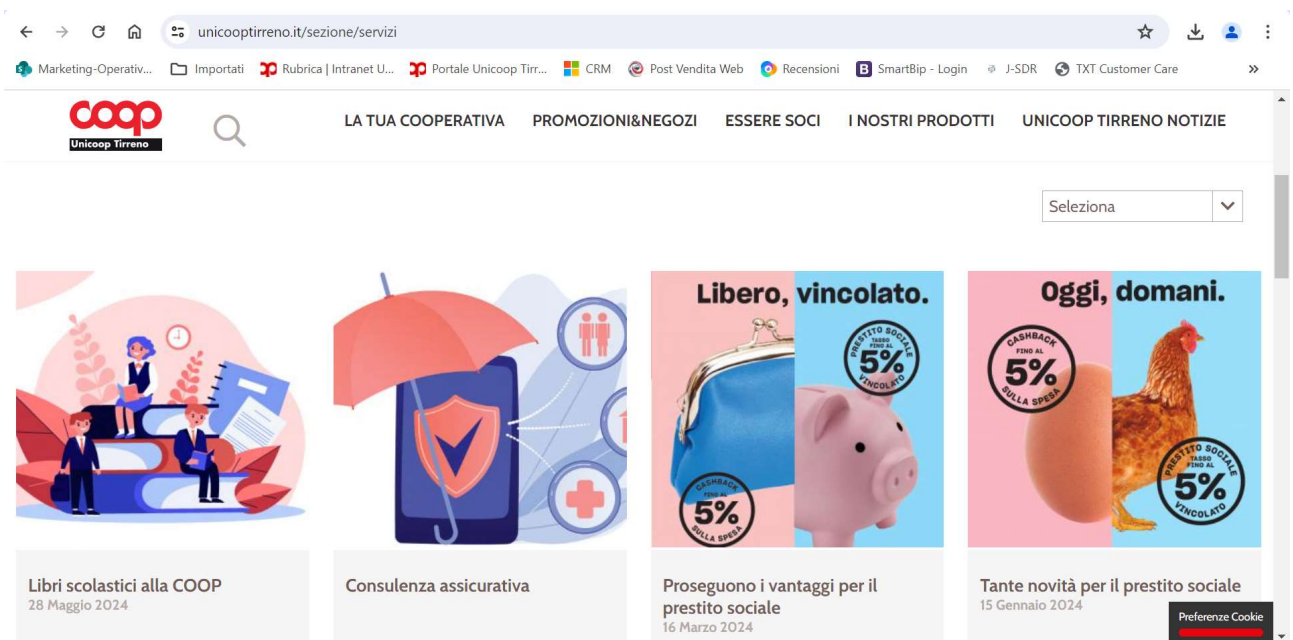 unicooptirreno.it/sezione/servizi
Marketing-Operativ... Importati Rubrica | Intranet U... Portale Unicoop Tirr... CRM Post Vendita Web Recensioni B SmartBip - Login J-SDR TXT Customer Care »
coop
Unicoop Tirreno
LA TUA COOPERATIVA PROMOZIONI&NEGOZI ESSERE SOCI I NOSTRI PRODOTTI UNICOOP TIRRENO NOTIZIE
Seleziona
Libero, vincolato.
PRESTITO SOCIALE
TASSO
FINO AL
5%
VINCOLATO
CASHBACK
FINO AL
5%
SULLA SPESA
Oggi, domani.
CASHBACK
FINO AL
5%
SULLA SPESA
PRESTITO SOCIALE
TASSO
FINO AL
5%
VINCOLATO
Libri scolastici alla COOP
28 Maggio 2024
Consulenza assicurativa
Proseguono i vantaggi per il
prestito sociale
16 Marzo 2024
Tante novità per il prestito sociale
15 Gennaio 2024
Preferenze Cookie